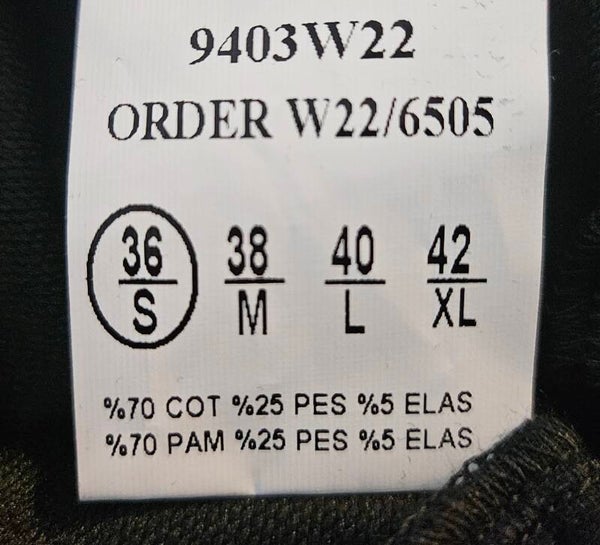 9403W22
ORDER W22/6505
36 38 40 42
S M L XL
%70 COT %25 PES %5 ELAS
%70 PAM %25 PES %5 ELAS